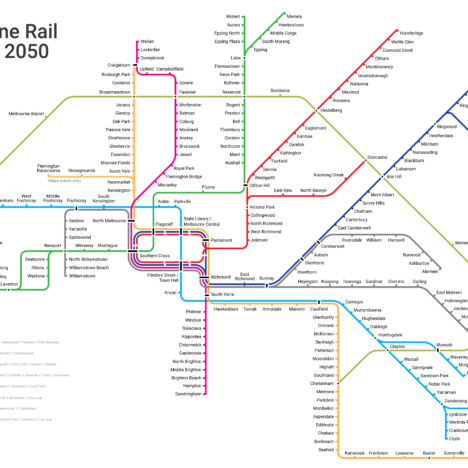 ne Rail
2050
Wallan
Lockerbie
Donnybrook
Craigieburn
Upfield
Campbellfield
Roxburgh Park
Coolaroo
Gowrie
Broadmeadows
Fawkner
Jacana
Glenroy
Oak Park
Pascoe Vale
Strathmore
Glenbervie
Essendon
Moonee Ponds
Ascot Vale
Newmarket
Kensington
Merlynston
Batman
Coburg
Moreland
Anstey
Brunswick
Jewell
Royal Park
Flemington Bridge
Macaulay
Melbourne Airport
Flemington
Racecourse
Showgrounds
Mernda
Hawkstowe
Middle Gorge
South Morang
Epping
Wollert
Aurora
Epping North
Epping Plaza
Lalor
Thomastown
Keon Park
Ruthven
Reservoir
Regent
Preston
Bell
Thornbury
Croxton
Northcote
Merri
Rushall
Fitzroy
Clifton Hill
Victoria Park
Collingwood
North Richmond
West Richmond
Jolimont
Bundoora
Hurstbridge
Wattle Glen
Diamond Creek
Eltham
Montmorency
Greensborough
Watsonia
Macleod
Rosanna
Heidelberg
Eaglemont
Ivanhoe
Darebin
Alphington
Fairfield
Dennis
Westgarth
Kew East
North Balwyn
Doncaster
Ringwood
Heatherdale
Mitcham
Nunawading
Blackburn
Laburnum
Box Hill
Mont Albert
Surrey Hills
Chatham
Canterbury
East Camberwell
Camberwell
Auburn
Glenferrie
Hawthorn
Riversdale
Willison
Hartwell
Burwood
Ashburton
Alamein
West
Footscray
Middle
Footscray
Footscray
South
Kensington
Arden
Parkville
Seddon
Yarraville
Spotswood
North Melbourne
Flagstaff
State Library /
Melbourne Central
Parliament
Newport
Werraway
Montague
Southern Cross
Seaholme
Altona
Westona
Laverton
North Williamstown
Williamstown Beach
Williamstown
Flinders Street /
Town Hall
Anzac
Richmond
East
Richmond
Burnley
South Yarra
Heyington
Kooyong
Tooronga
Gardiner
Glen Iris
Darling
East Malvern
Holmesglen
Jordanville
Hawksburn
Toorak
Armadale
Malvern
Caulfield
Prahran
Windsor
Balaclava
Ripponlea
Elsternwick
Gardenvale
North Brighton
Middle Brighton
Brighton Beach
Hampton
Sandringham
Glenhuntly
Ormond
McKinnon
Bentleigh
Patterson
Moorabbin
Highett
Southland
Cheltenham
Mentone
Parkdale
Mordialloc
Aspendale
Edithvale
Chelsea
Bonbeach
Seaford
Kananook
Frankston
Leawarra
Baxter
Somerville
Carnegie
Murrumbeena
Hughesdale
Oakleigh
Huntingdale
Clayton
Monash
Westall
Springvale
Sandown Park
Noble Park
Yarraman
Dandenong
Lynbrook
Clyde